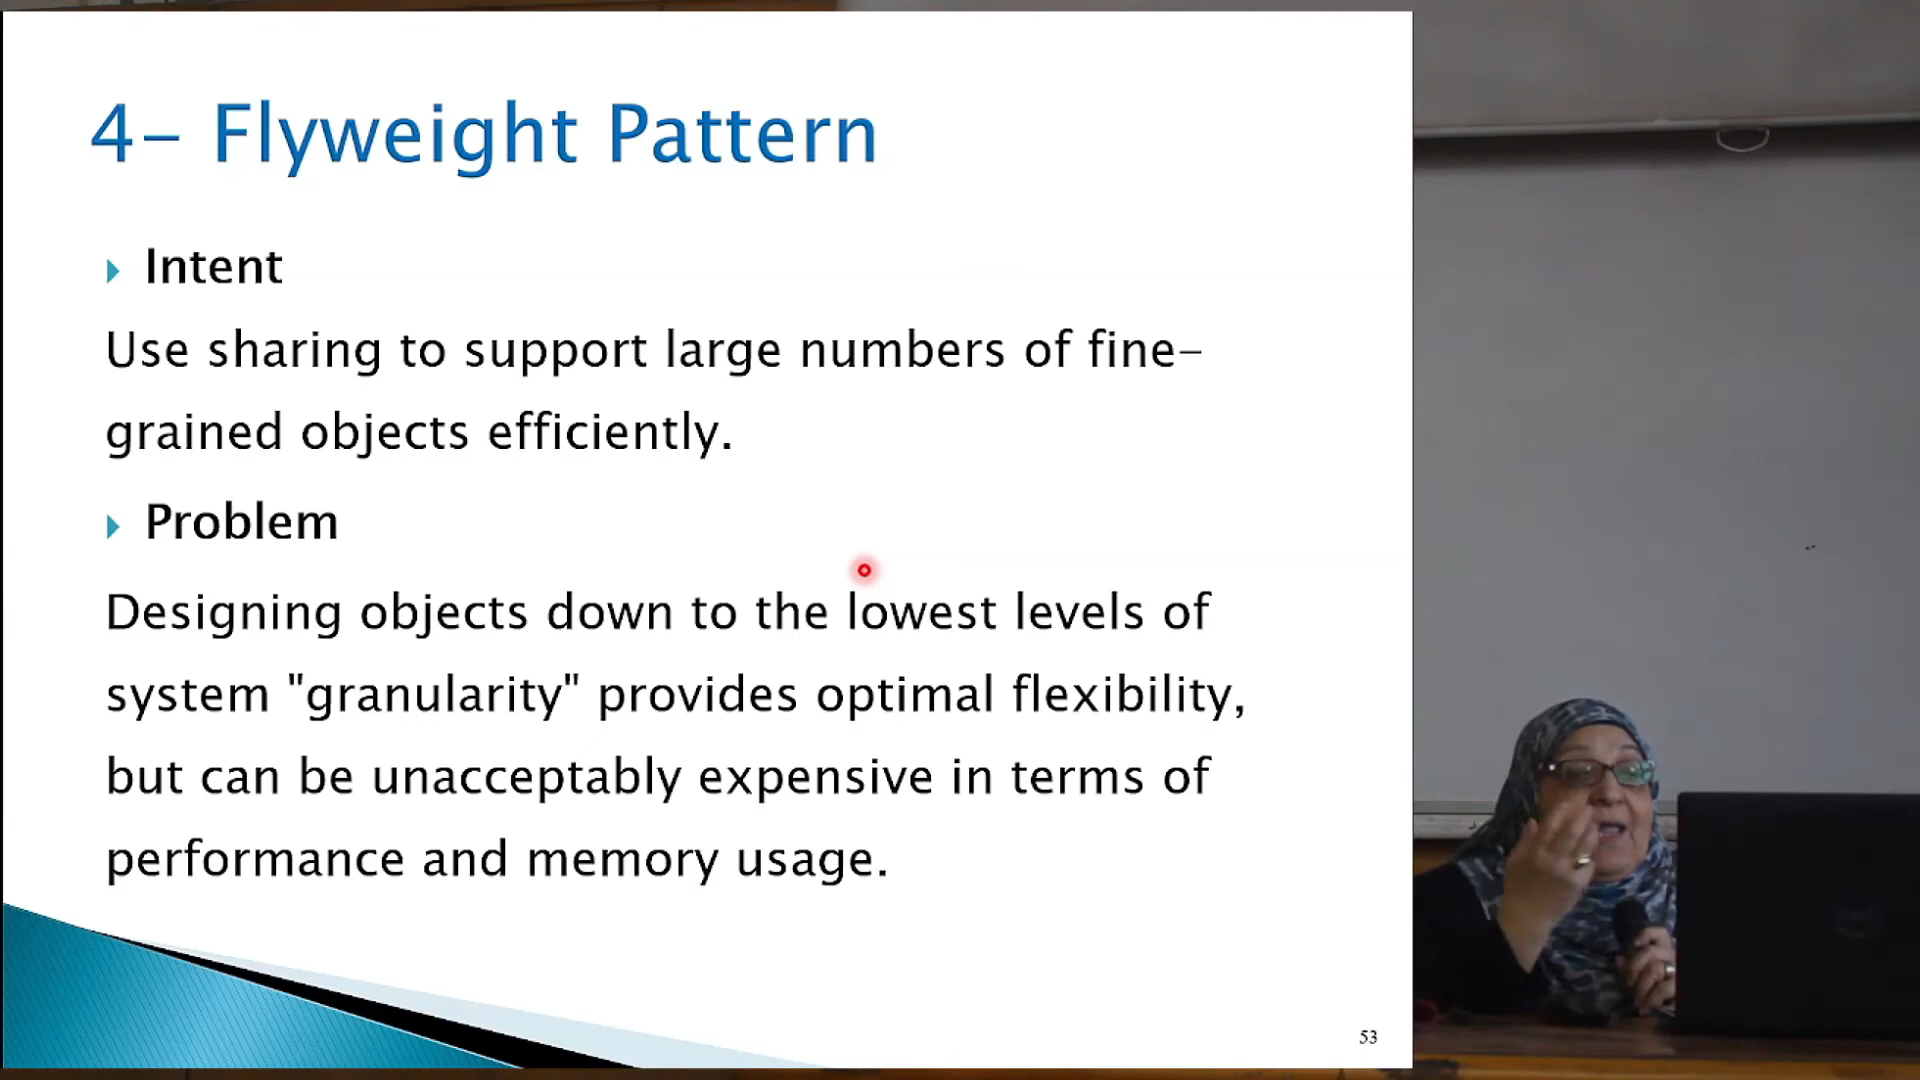 4- Flyweight Pattern
Intent
Use sharing to support large numbers of fine-
grained objects efficiently.
Problem
Designing objects down to the lowest levels of
system "granularity" provides optimal flexibility,
but can be unacceptably expensive in terms of
performance and memory usage.
53